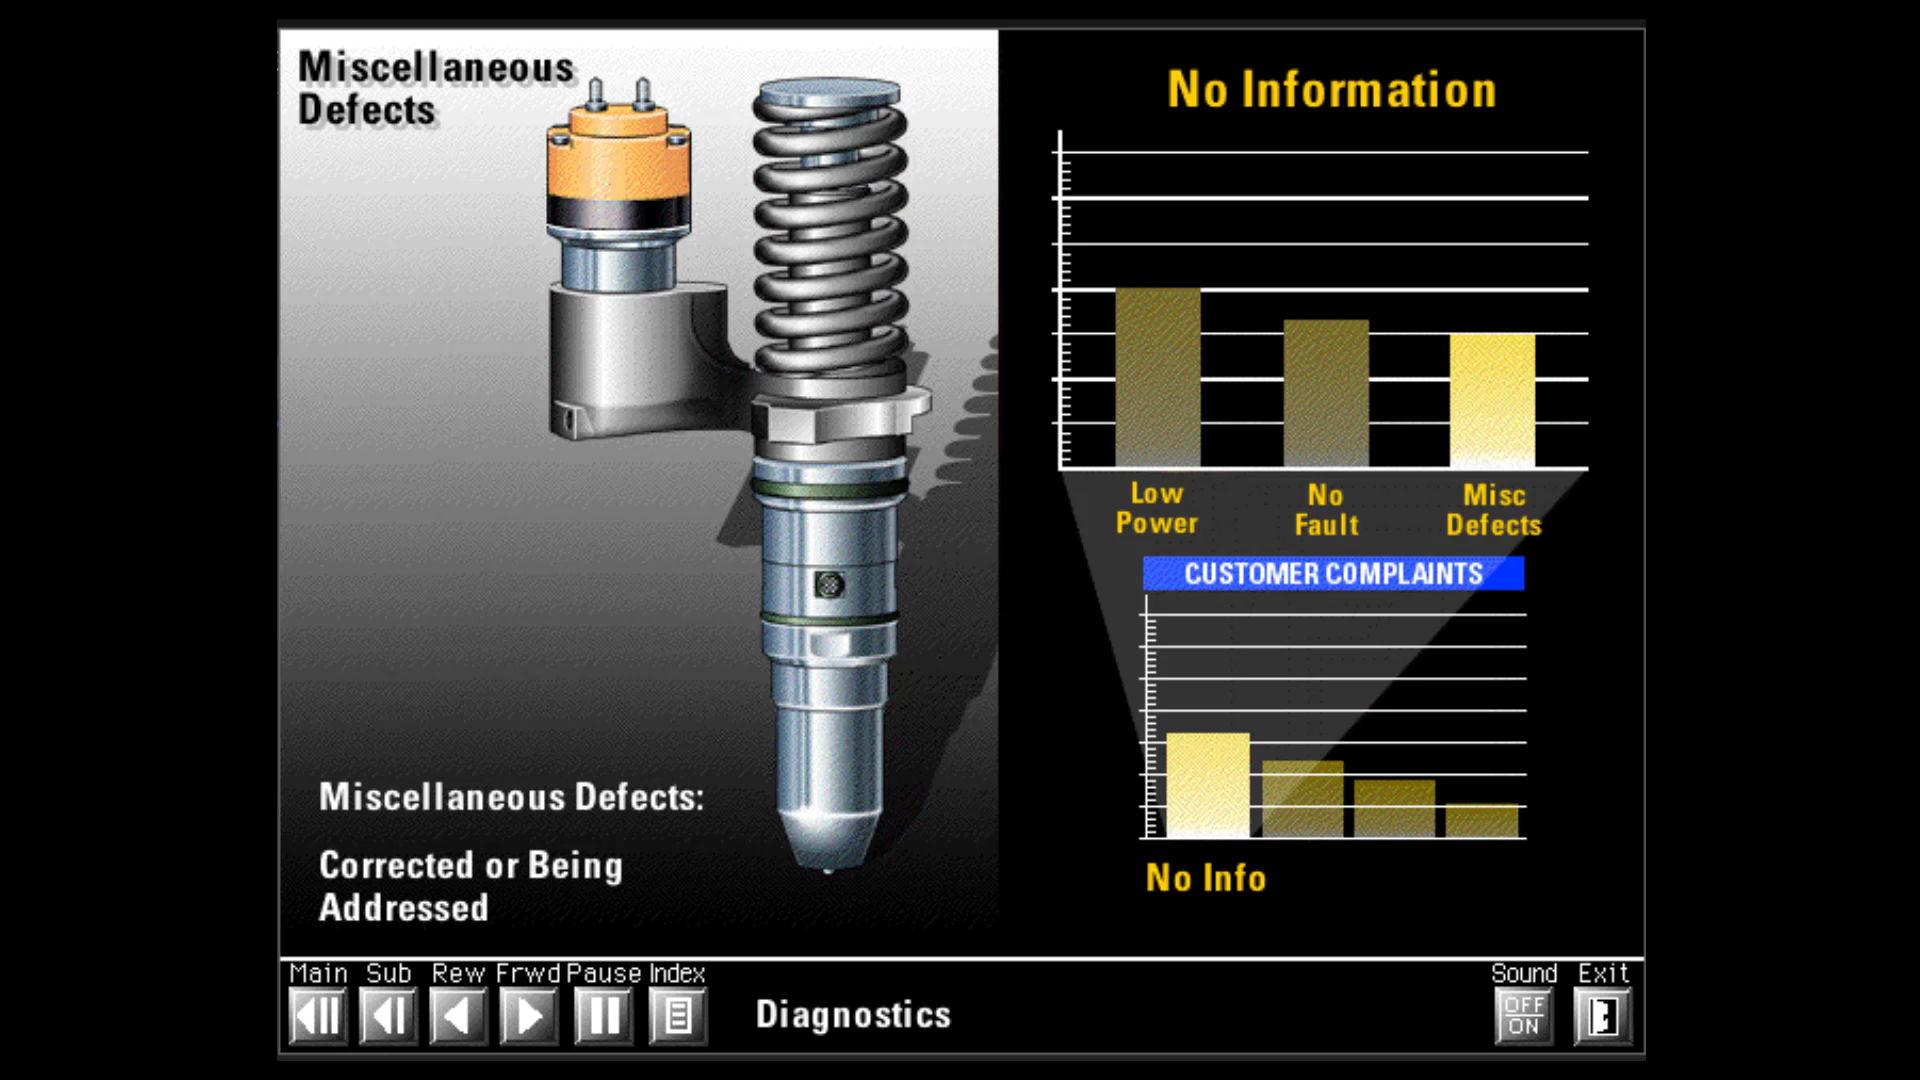 Miscellaneous
Defects
No Information
Low
Power
No
Fault
Misc
Defects
CUSTOMER COMPLAINTS
No Info
Miscellaneous Defects:
Corrected or Being
Addressed
Main Sub Rew Frwd Pause Index
Diagnostics
Sound Exit
OFF
ON